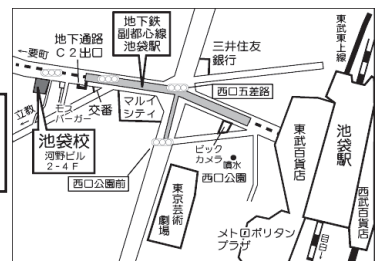 ←要町
地下通路
C2出口
地下鉄
副都心線
池袋駅
三井住友
銀行
東武東上線
西口五差路
立教
モス
バーガー
交番
マルイ
シティ
池袋校
河野ビル
2-4F
ビック
カメラ
噴水
西口公園
西口公園前
東京芸術
劇場
東武百貨店
池袋駅
西武百貨店
メトロポリタン
プラザ
目白